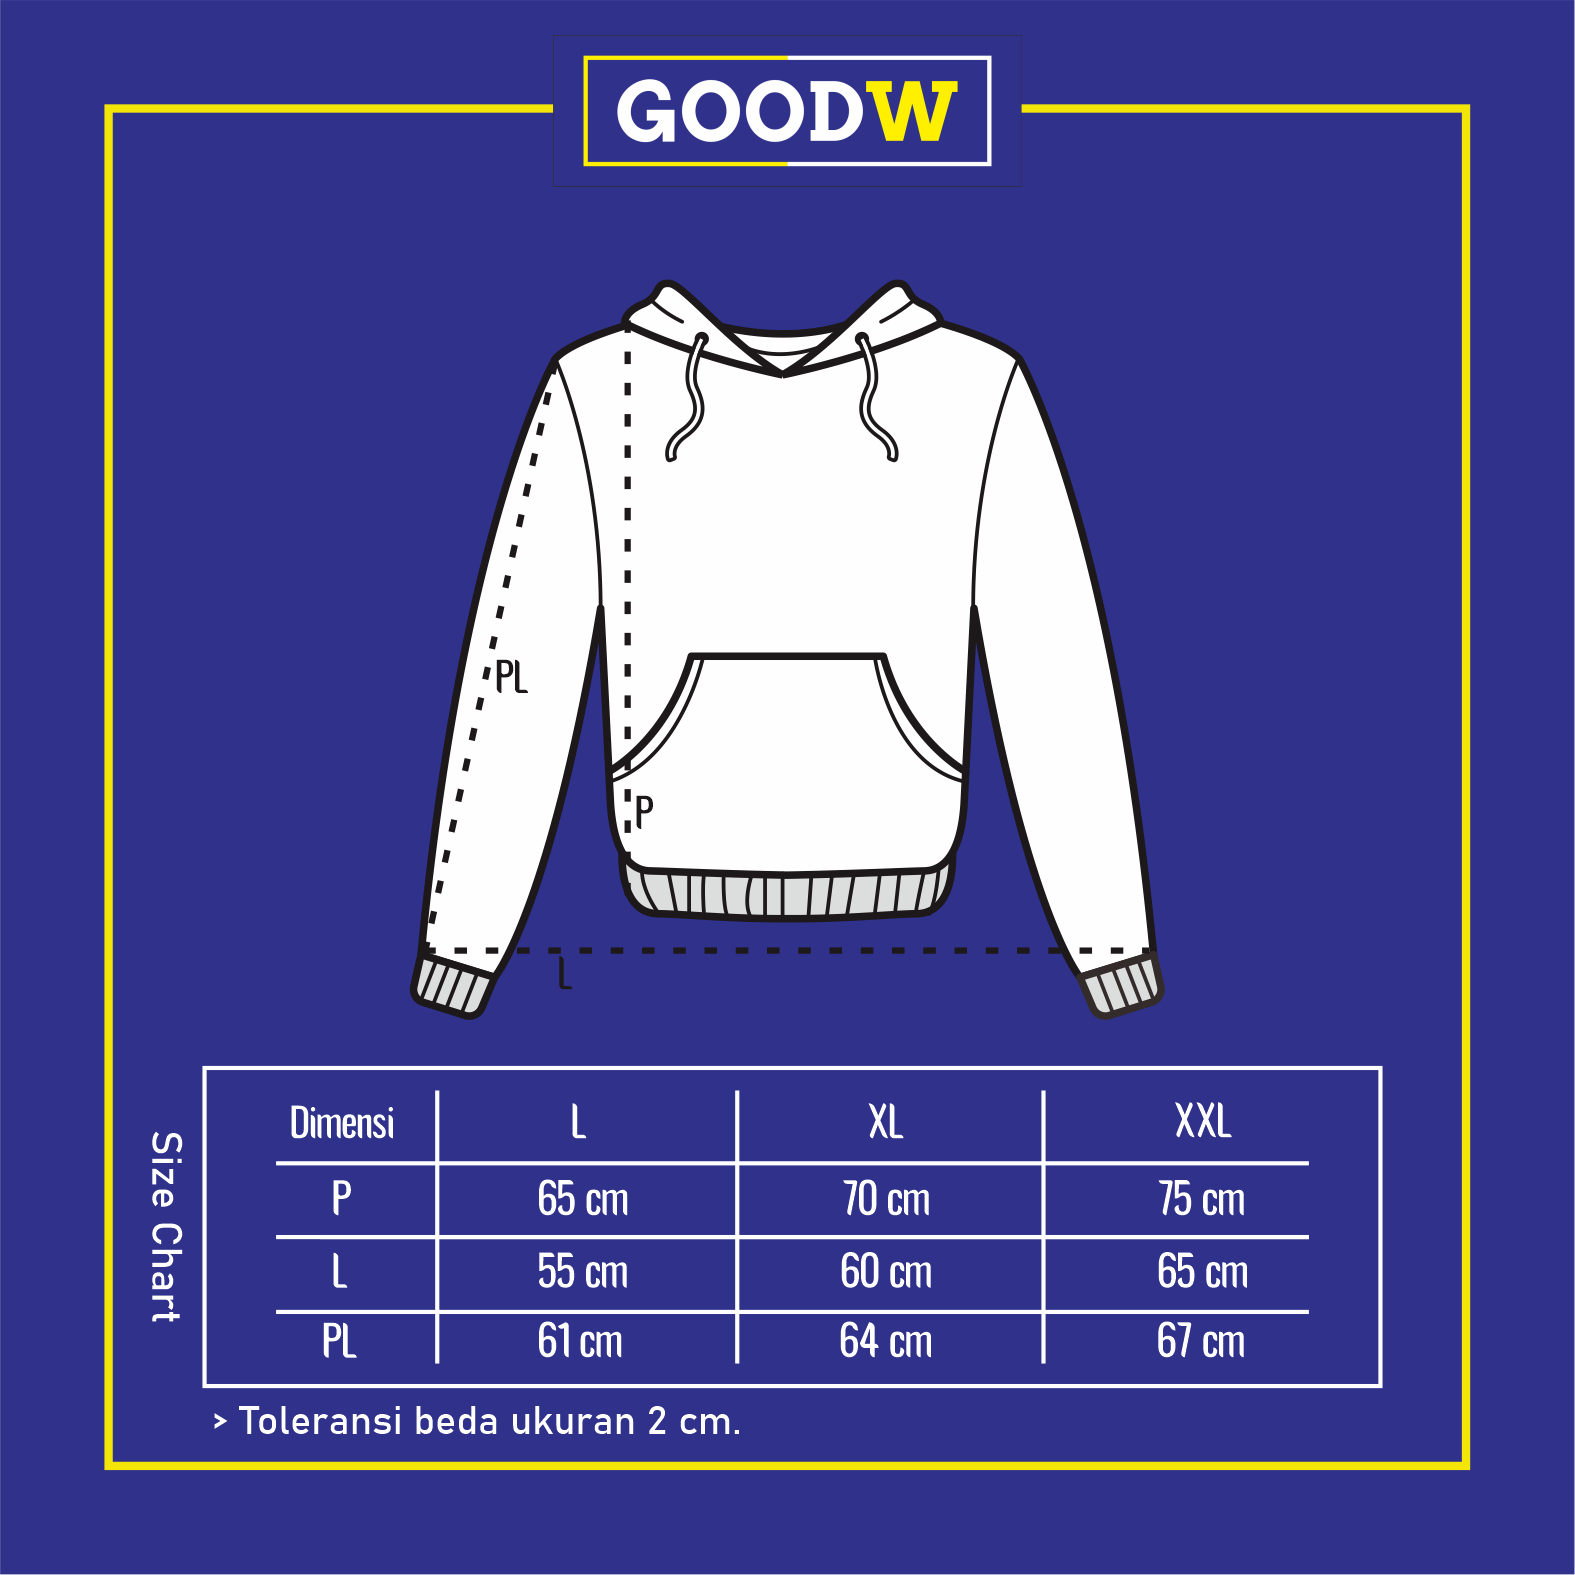 GOODW
PL
P
L
Size Chart
Dimensi L XL XXL
P 65 cm 70 cm 75 cm
L 55 cm 60 cm 65 cm
PL 61 cm 64 cm 67 cm
> Toleransi beda ukuran 2 cm.